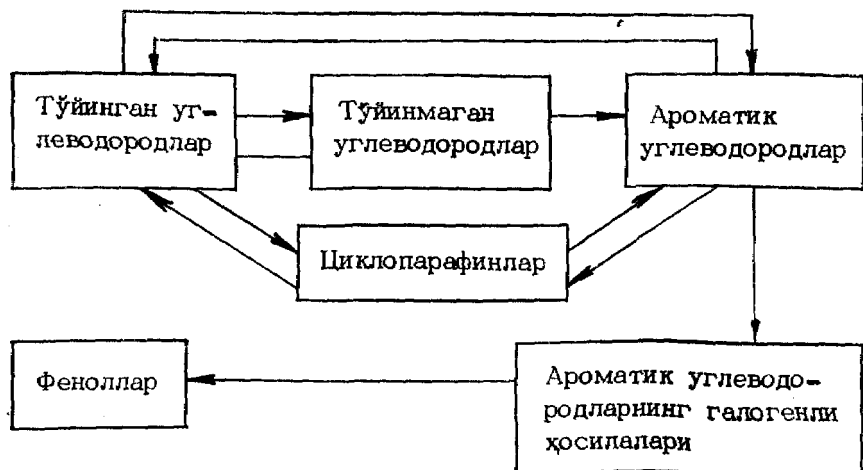 Тўйинган уг-
леводородлар
Тўйинмаган
углеводородлар
Ароматик
углеводородлар
Циклопарафинлар
Феноллар
Ароматик углеводо-
родларнинг галогенли
ҳосилалари